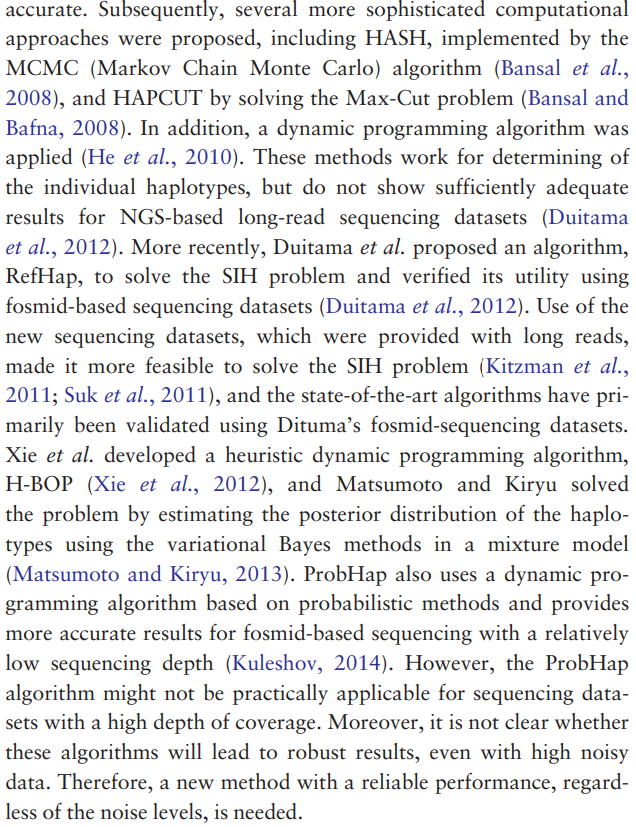 accurate. Subsequently, several more sophisticated computational
approaches were proposed, including HASH, implemented by the
MCMC (Markov Chain Monte Carlo) algorithm (Bansal et al.,
2008), and HAPCUT by solving the Max-Cut problem (Bansal and
Bafna, 2008). In addition, a dynamic programming algorithm was
applied (He et al., 2010). These methods work for determining of
the individual haplotypes, but do not show sufficiently adequate
results for NGS-based long-read sequencing datasets (Duitama
et al., 2012). More recently, Duitama et al. proposed an algorithm,
RefHap, to solve the SIH problem and verified its utility using
fosmid-based sequencing datasets (Duitama et al., 2012). Use of the
new sequencing datasets, which were provided with long reads,
made it more feasible to solve the SIH problem (Kitzman et al.,
2011; Suk et al., 2011), and the state-of-the-art algorithms have pri-
marily been validated using Dituma's fosmid-sequencing datasets.
Xie et al. developed a heuristic dynamic programming algorithm,
H-BOP (Xie et al., 2012), and Matsumoto and Kiryu solved
the problem by estimating the posterior distribution of the haplo-
types using the variational Bayes methods in a mixture model
(Matsumoto and Kiryu, 2013). ProbHap also uses a dynamic pro-
gramming algorithm based on probabilistic methods and provides
more accurate results for fosmid-based sequencing with a relatively
low sequencing depth (Kuleshov, 2014). However, the ProbHap
algorithm might not be practically applicable for sequencing data-
sets with a high depth of coverage. Moreover, it is not clear whether
these algorithms will lead to robust results, even with high noisy
data. Therefore, a new method with a reliable performance, regard-
less of the noise levels, is needed.